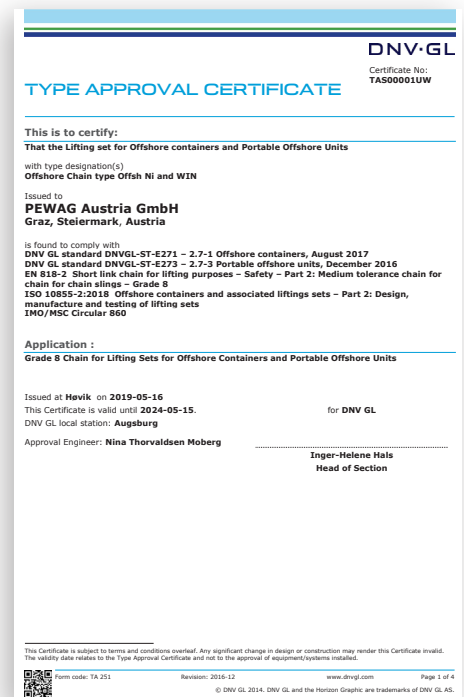 DNV·GL
Certificate No:
TAS00001UW
TYPE APPROVAL CERTIFICATE
This is to certify:
That the Lifting set for Offshore containers and Portable Offshore Units
with type designation(s)
Offshore Chain type Offsh Ni and WIN
Issued to
PEWAG Austria GmbH
Graz, Steiermark, Austria
is found to comply with
DNV GL standard DNVGL-ST-E271 – 2.7-1 Offshore containers, August 2017
DNV GL standard DNVGL-ST-E273 – 2.7-3 Portable offshore units, December 2016
EN 818-2 Short link chain for lifting purposes – Safety – Part 2: Medium tolerance chain for
chain for chain slings – Grade 8
ISO 10855-2:2018 Offshore containers and associated liftings sets – Part 2: Design,
manufacture and testing of lifting sets
IMO/MSC Circular 860
Application :
Grade 8 Chain for Lifting Sets for Offshore Containers and Portable Offshore Units
Issued at Høvik on 2019-05-16
This Certificate is valid until 2024-05-15.
for DNV GL
DNV GL local station: Augsburg
Approval Engineer: Nina Thorvaldsen Moberg
Inger-Helene Hals
Head of Section
This Certificate is subject to terms and conditions overleaf. Any significant change in design or construction may render this Certificate invalid.
The validity date relates to the Type Approval Certificate and not to the approval of equipment/systems installed.
Form code: TA 251 Revision: 2016-12 www.dnvgl.com Page 1 of 4
© DNV GL 2014. DNV GL and the Horizon Graphic are trademarks of DNV GL AS.